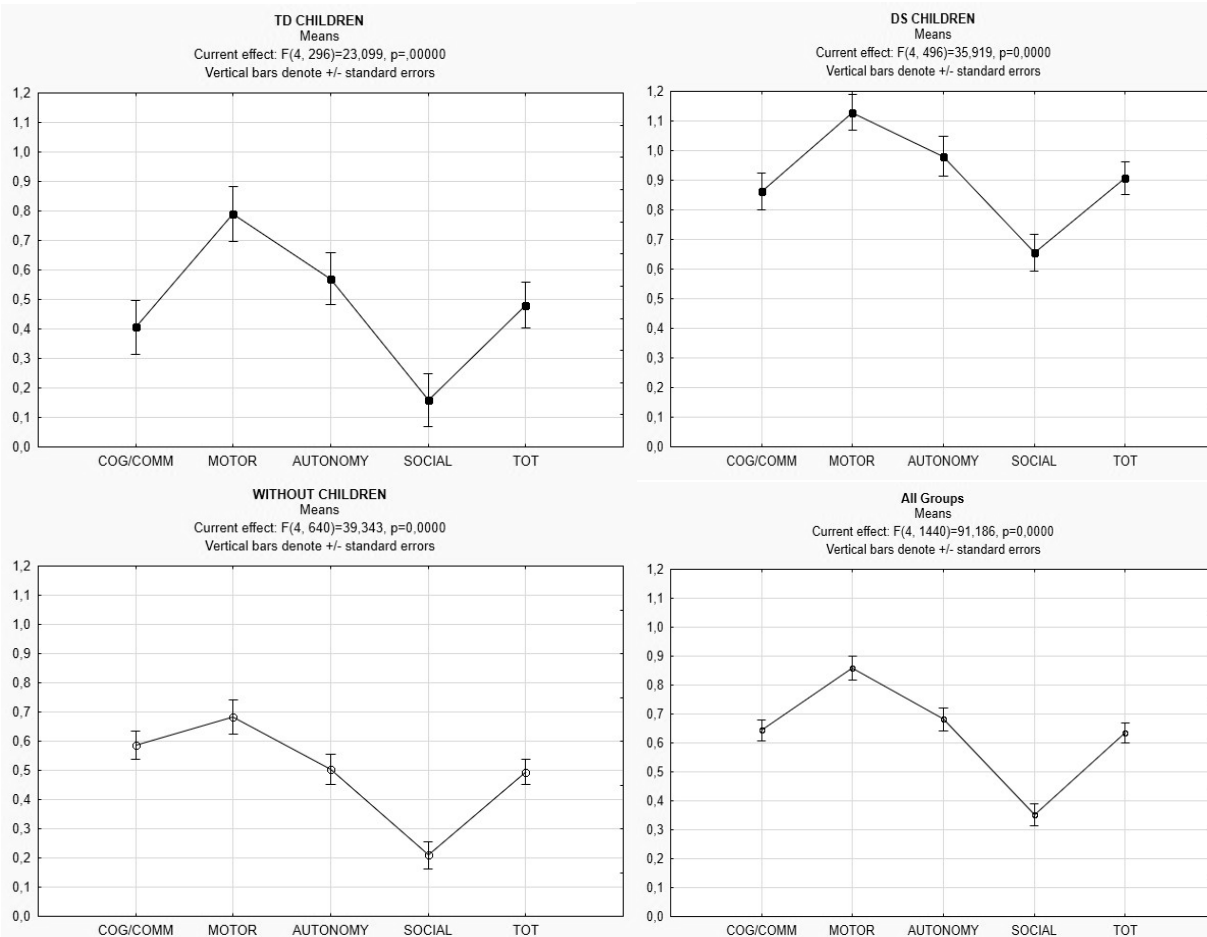 TD CHILDREN
Means
Current effect: F(4, 296)=23,099, p=,00000
Vertical bars denote +/- standard errors
1,2
1,1
1,0
0,9
0,8
0,7
0,6
0,5
0,4
0,3
0,2
0,1
0,0
COG/COMM MOTOR AUTONOMY SOCIAL TOT
DS CHILDREN
Means
Current effect: F(4, 496)=35,919, p=0,0000
Vertical bars denote +/- standard errors
1,2
1,1
1,0
0,9
0,8
0,7
0,6
0,5
0,4
0,3
0,2
0,1
0,0
COG/COMM MOTOR AUTONOMY SOCIAL TOT
WITHOUT CHILDREN
Means
Current effect: F(4, 640)=39,343, p=0,0000
Vertical bars denote +/- standard errors
1,2
1,1
1,0
0,9
0,8
0,7
0,6
0,5
0,4
0,3
0,2
0,1
0,0
COG/COMM MOTOR AUTONOMY SOCIAL TOT
All Groups
Means
Current effect: F(4, 1440)=91,186, p=0,0000
Vertical bars denote +/- standard errors
1,2
1,1
1,0
0,9
0,8
0,7
0,6
0,5
0,4
0,3
0,2
0,1
0,0
COG/COMM MOTOR AUTONOMY SOCIAL TOT